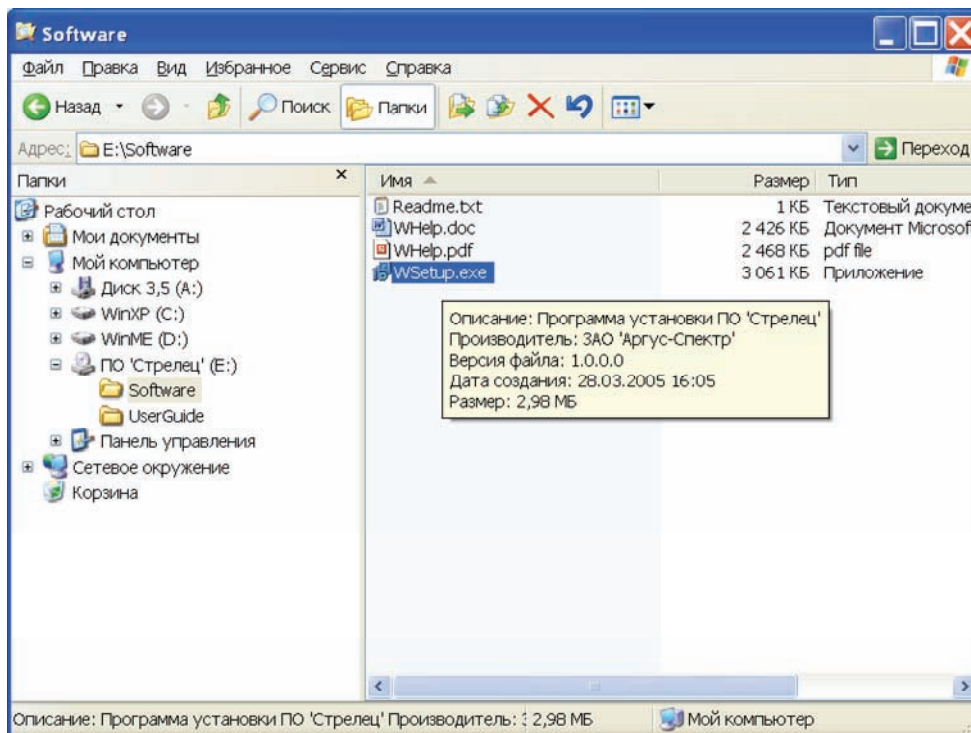 Software
Файл Правка Вид Избранное Сервис Справка
Назад Поиск Папки
Адрес: E:\Software Переход
Папки
Рабочий стол
Мои документы
Мой компьютер
Диск 3,5 (A:)
WinXP (C:)
WinME (D:)
ПО 'Стрелец' (E:)
Software
UserGuide
Панель управления
Сетевое окружение
Корзина
Имя Размер Тип
Readme.txt 1 КБ Текстовый докуме
WHelp.doc 2 426 КБ Документ Microsof
WHelp.pdf 2 468 КБ pdf file
WSetup.exe 3 061 КБ Приложение
Описание: Программа установки ПО 'Стрелец'
Производитель: ЗАО 'Аргус-Спектр'
Версия файла: 1.0.0.0
Дата создания: 28.03.2005 16:05
Размер: 2,98 МБ
Описание: Программа установки ПО 'Стрелец' Производитель: 2,98 МБ Мой компьютер